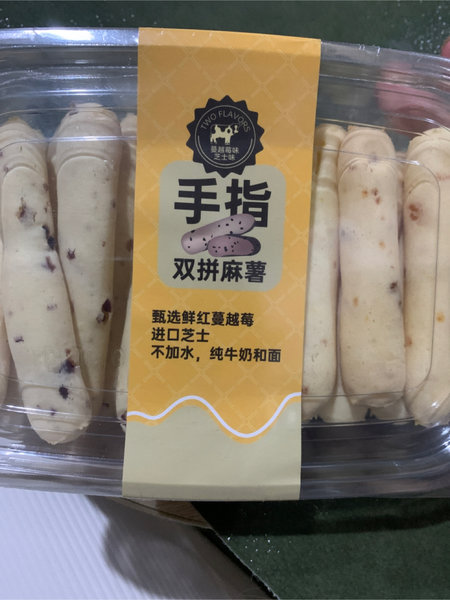 TWO FLAVORS
蔓越莓味
芝士味
手指
双拼麻薯
甄选鲜红蔓越莓
进口芝士
不加水，纯牛奶和面